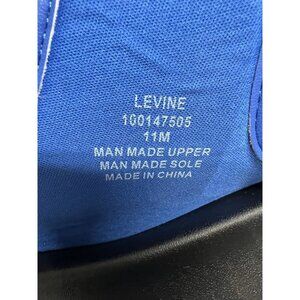 LEVINE
100147505
11M
MAN MADE UPPER
MAN MADE SOLE
MADE IN CHINA